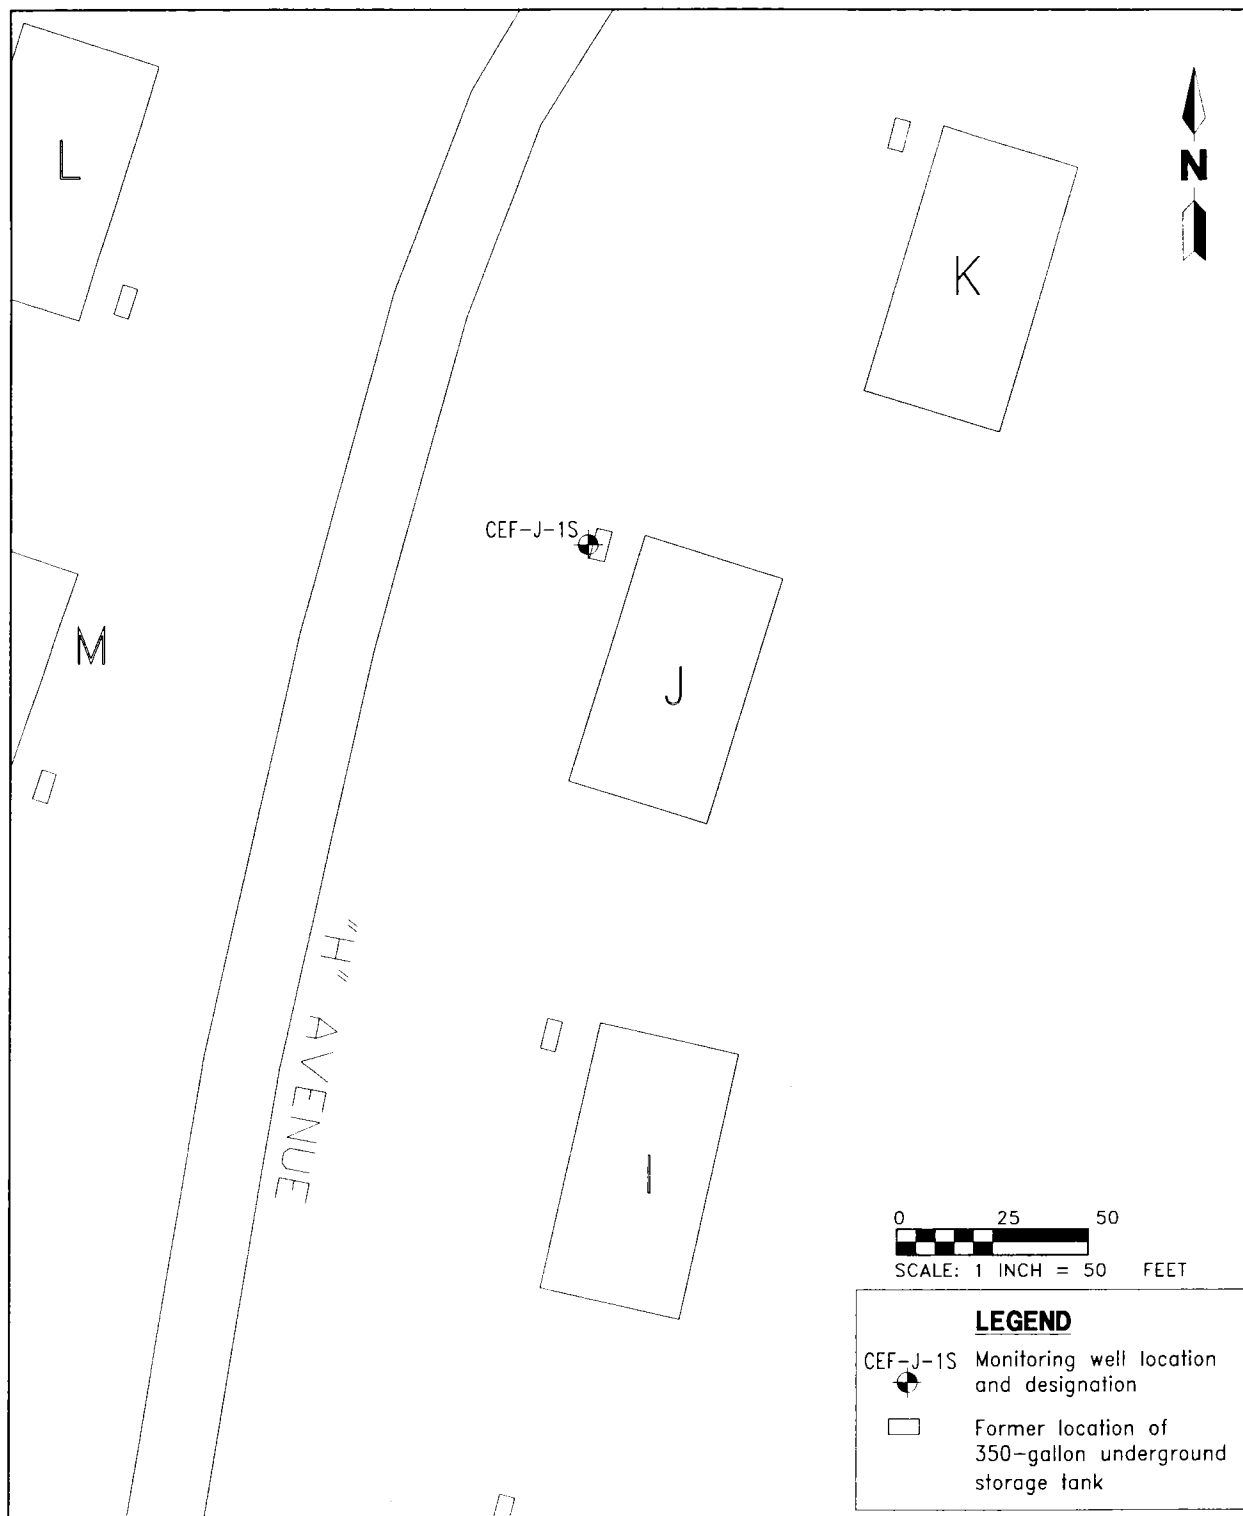 L
N
K
CEF-J-1S
M
J
"H" AVENUE
I
0 25 50
SCALE: 1 INCH = 50 FEET
LEGEND
CEF-J-1S Monitoring well location
and designation
Former location of
350-gallon underground
storage tank